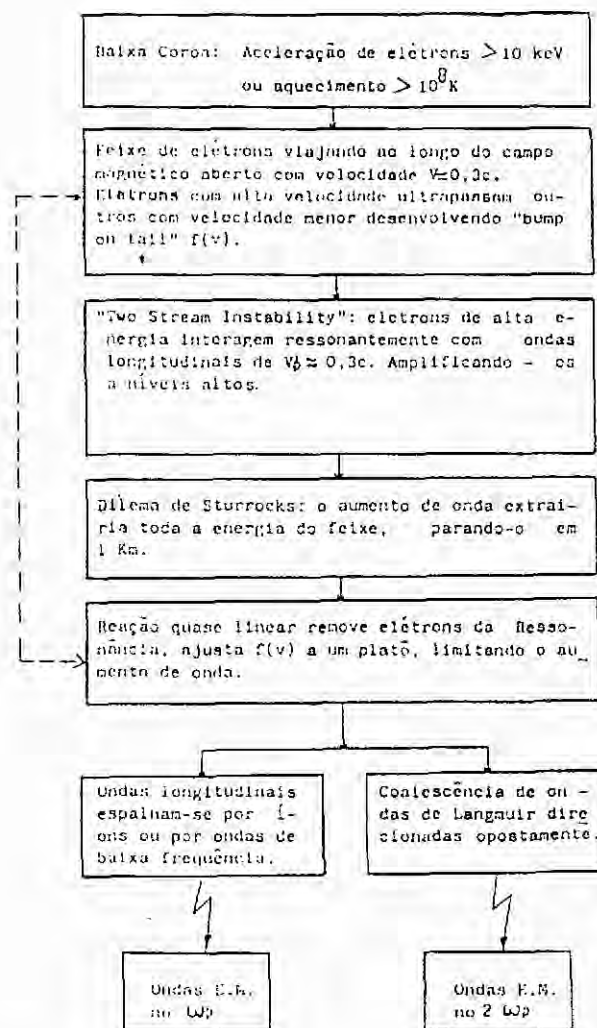 Baixa Coroa: Aceleração de elétrons >10 keV
ou aquecimento > 10⁸K
Feixe de elétrons viajando ao longo do campo
magnético aberto com velocidade V≃0,3c.
Elétrons com alta velocidade ultrapassam ou-
tros com velocidade menor desenvolvendo "bump
on tail" f(v).
"Two Stream Instability": eletrons de alta e-
nergia interagem ressonantemente com ondas
longitudinais de Vϕ ≃ 0,3c. Amplificando - os
a níveis altos.
Dilema de Sturrocks: o aumento de onda extrai-
ria toda a energia do feixe, parando-o em
1 Km.
Reação quase linear remove elétrons da Resso-
nância, ajusta f(v) a um platô, limitando o au_
mento de onda.
Ondas longitudinais
espalham-se por í-
ons ou por ondas de
baixa frequência.
Coalescência de on -
das de Langmuir dire
cionadas opostamente.
Ondas E.M.
no ωp
Ondas E.M.
no 2 ωp